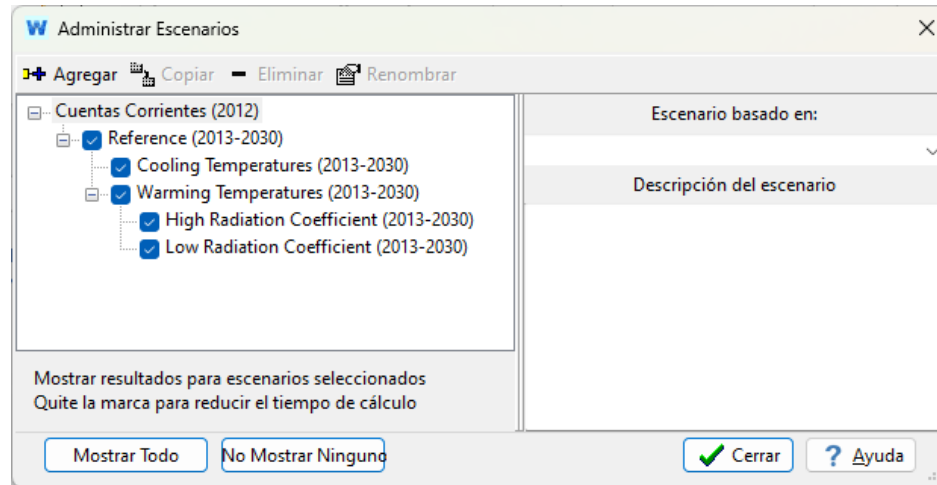 W Administrar Escenarios
Agregar Copiar Eliminar Renombrar
Cuentas Corrientes (2012)
Reference (2013-2030)
Cooling Temperatures (2013-2030)
Warming Temperatures (2013-2030)
High Radiation Coefficient (2013-2030)
Low Radiation Coefficient (2013-2030)
Escenario basado en:
Descripción del escenario
Mostrar resultados para escenarios seleccionados
Quite la marca para reducir el tiempo de cálculo
Mostrar Todo No Mostrar Ninguno Cerrar ? Ayuda